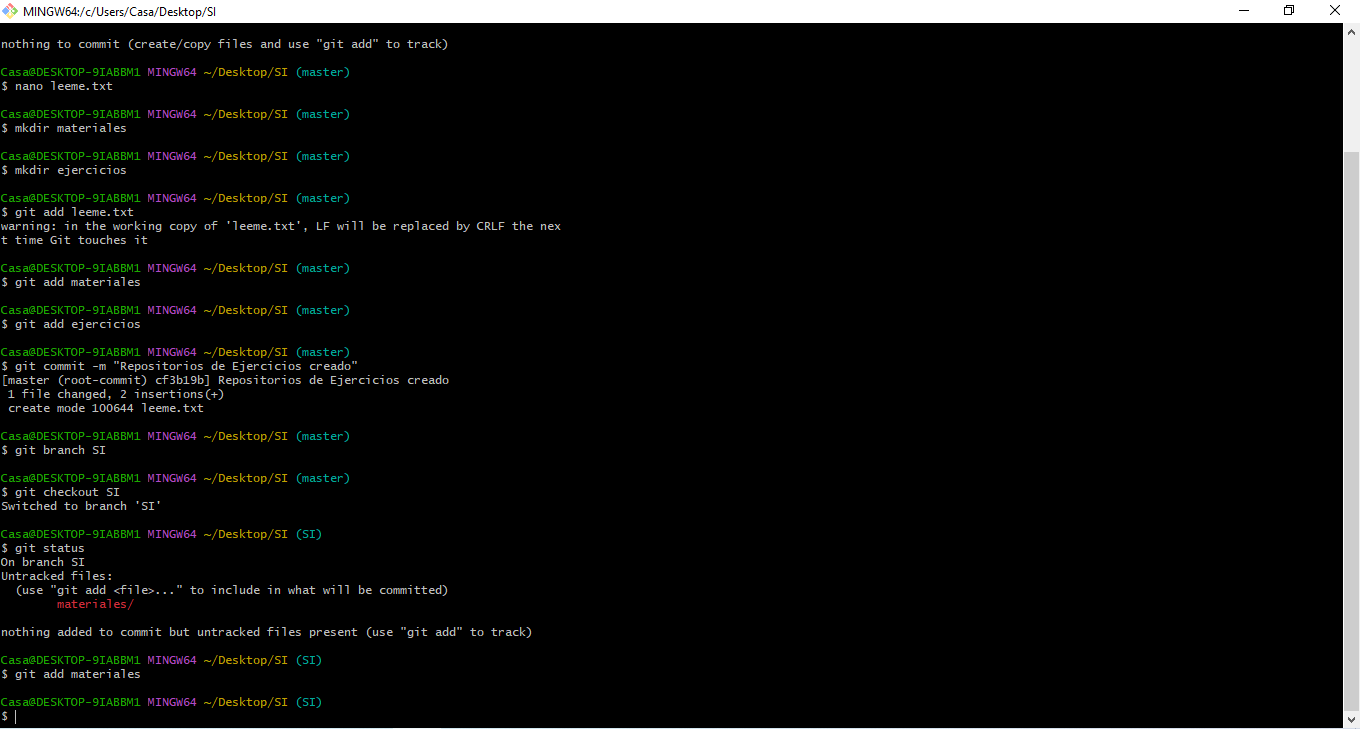 MINGW64:/c/Users/Casa/Desktop/SI
nothing to commit (create/copy files and use "git add" to track)
Casa@DESKTOP-9IABBM1 MINGW64 ~/Desktop/SI (master)
$ nano leeme.txt
Casa@DESKTOP-9IABBM1 MINGW64 ~/Desktop/SI (master)
$ mkdir materiales
Casa@DESKTOP-9IABBM1 MINGW64 ~/Desktop/SI (master)
$ mkdir ejercicios
Casa@DESKTOP-9IABBM1 MINGW64 ~/Desktop/SI (master)
$ git add leeme.txt
warning: in the working copy of 'leeme.txt', LF will be replaced by CRLF the nex
t time Git touches it
Casa@DESKTOP-9IABBM1 MINGW64 ~/Desktop/SI (master)
$ git add materiales
Casa@DESKTOP-9IABBM1 MINGW64 ~/Desktop/SI (master)
$ git add ejercicios
Casa@DESKTOP-9IABBM1 MINGW64 ~/Desktop/SI (master)
$ git commit -m "Repositorios de Ejercicios creado"
[master (root-commit) cf3b19b] Repositorios de Ejercicios creado
1 file changed, 2 insertions(+)
create mode 100644 leeme.txt
Casa@DESKTOP-9IABBM1 MINGW64 ~/Desktop/SI (master)
$ git branch SI
Casa@DESKTOP-9IABBM1 MINGW64 ~/Desktop/SI (master)
$ git checkout SI
Switched to branch 'SI'
Casa@DESKTOP-9IABBM1 MINGW64 ~/Desktop/SI (SI)
$ git status
On branch SI
Untracked files:
(use "git add <file>..." to include in what will be committed)
materiales/
nothing added to commit but untracked files present (use "git add" to track)
Casa@DESKTOP-9IABBM1 MINGW64 ~/Desktop/SI (SI)
$ git add materiales
Casa@DESKTOP-9IABBM1 MINGW64 ~/Desktop/SI (SI)
$